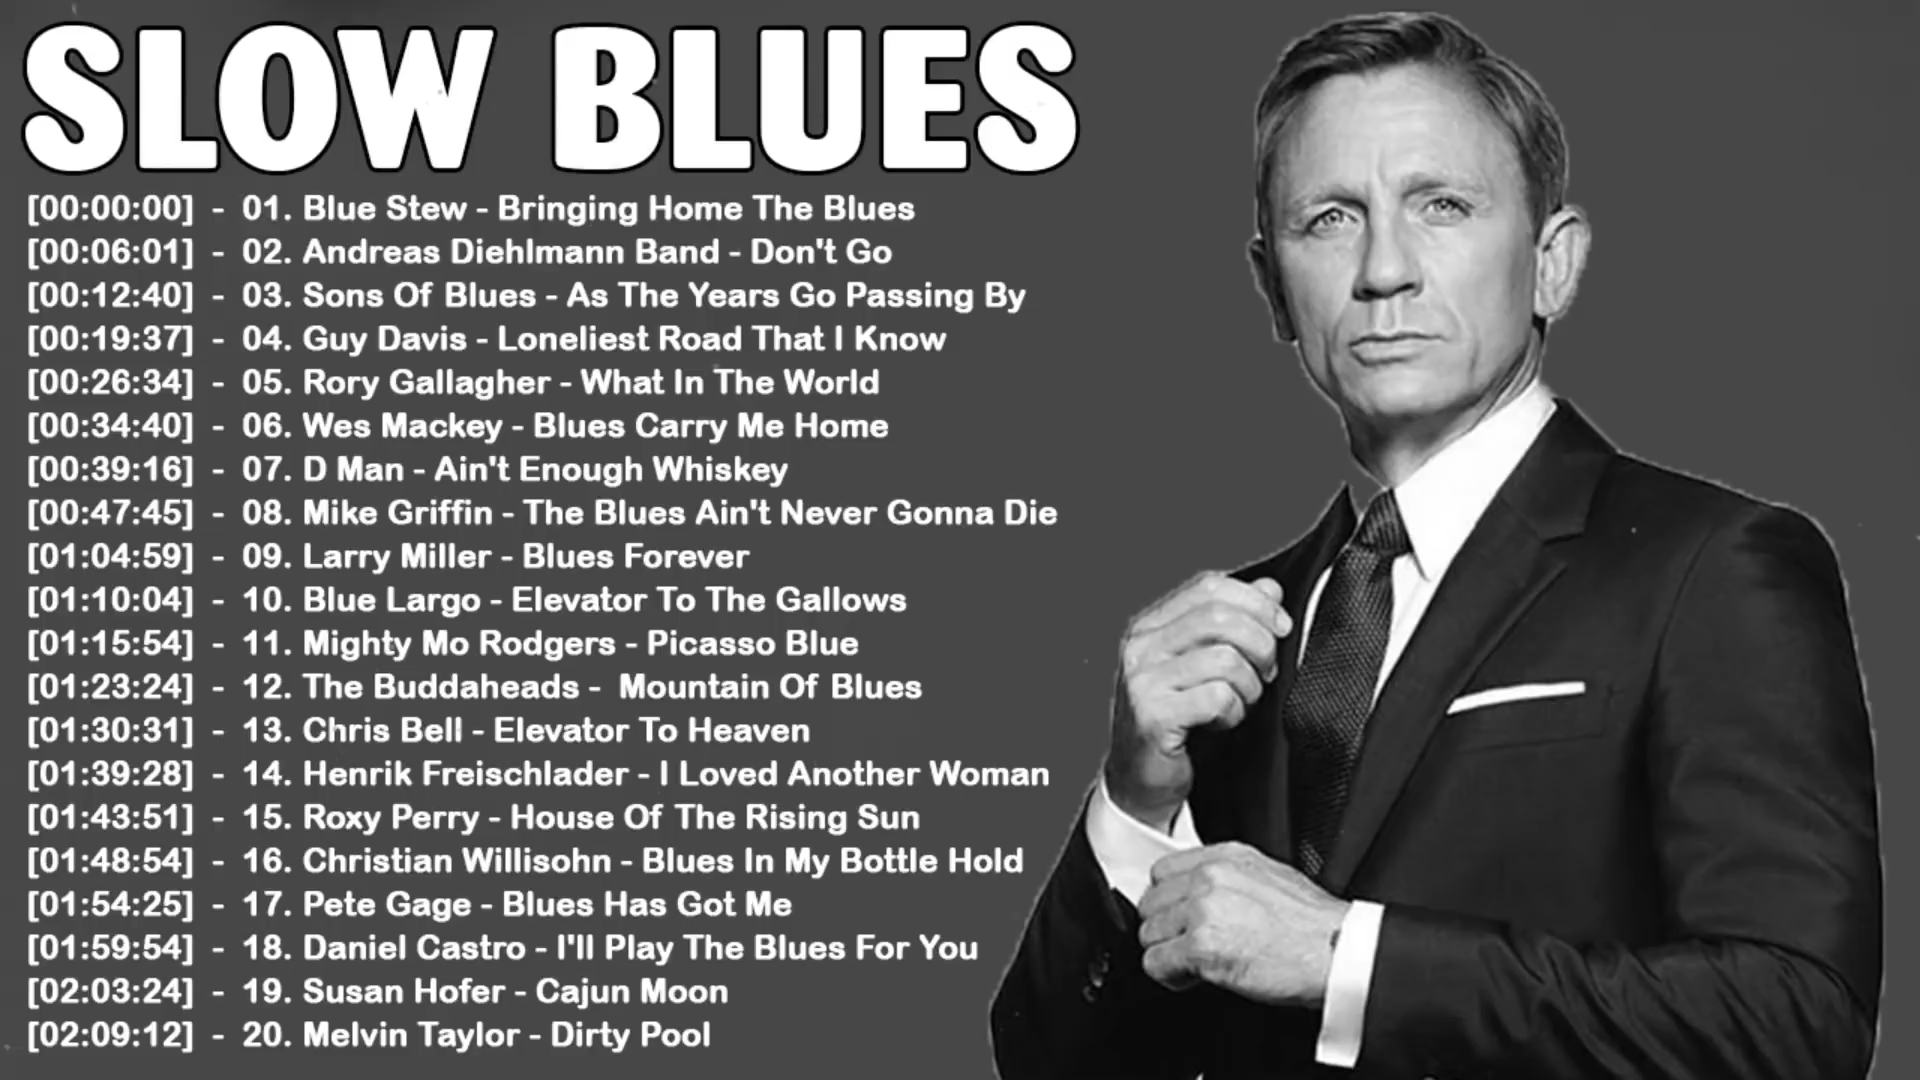 SLOW BLUES
[00:00:00] - 01. Blue Stew - Bringing Home The Blues
[00:06:01] - 02. Andreas Diehlmann Band - Don't Go
[00:12:40] - 03. Sons Of Blues - As The Years Go Passing By
[00:19:37] - 04. Guy Davis - Loneliest Road That I Know
[00:26:34] - 05. Rory Gallagher - What In The World
[00:34:40] - 06. Wes Mackey - Blues Carry Me Home
[00:39:16] - 07. D Man - Ain't Enough Whiskey
[00:47:45] - 08. Mike Griffin - The Blues Ain't Never Gonna Die
[01:04:59] - 09. Larry Miller - Blues Forever
[01:10:04] - 10. Blue Largo - Elevator To The Gallows
[01:15:54] - 11. Mighty Mo Rodgers - Picasso Blue
[01:23:24] - 12. The Buddaheads - Mountain Of Blues
[01:30:31] - 13. Chris Bell - Elevator To Heaven
[01:39:28] - 14. Henrik Freischlader - I Loved Another Woman
[01:43:51] - 15. Roxy Perry - House Of The Rising Sun
[01:48:54] - 16. Christian Willisohn - Blues In My Bottle Hold
[01:54:25] - 17. Pete Gage - Blues Has Got Me
[01:59:54] - 18. Daniel Castro - I'll Play The Blues For You
[02:03:24] - 19. Susan Hofer - Cajun Moon
[02:09:12] - 20. Melvin Taylor - Dirty Pool